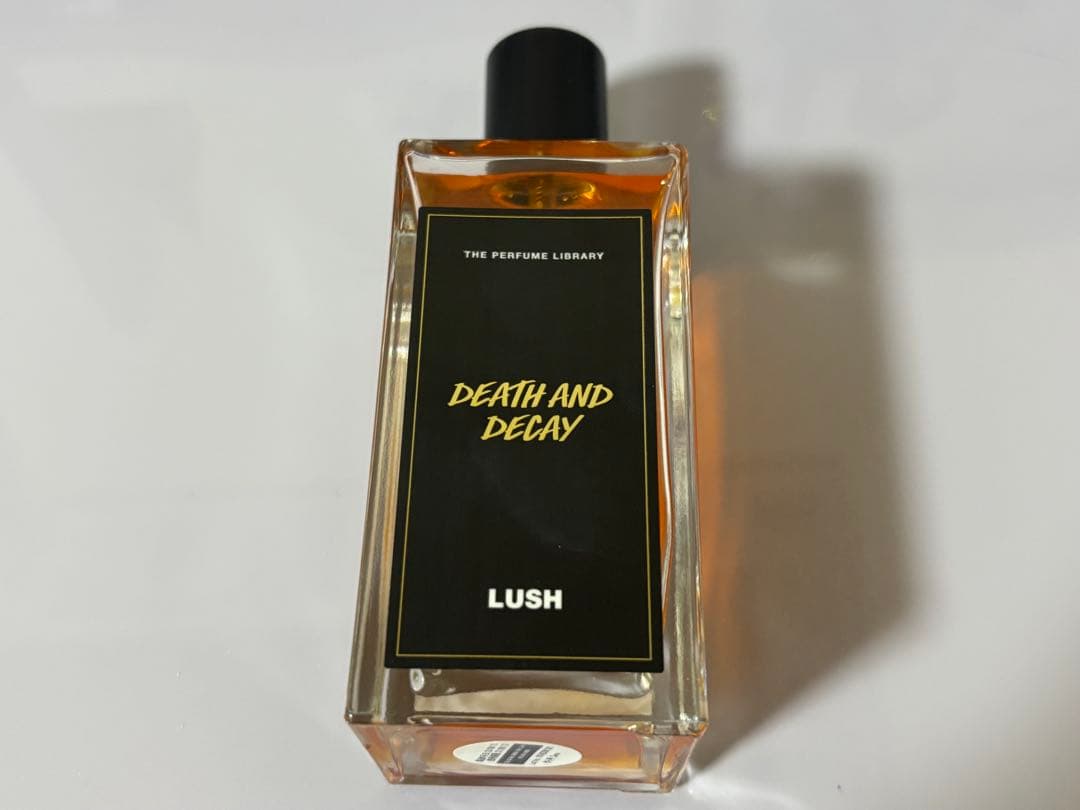 THE PERFUME LIBRARY
DEATH AND
DECAY
LUSH